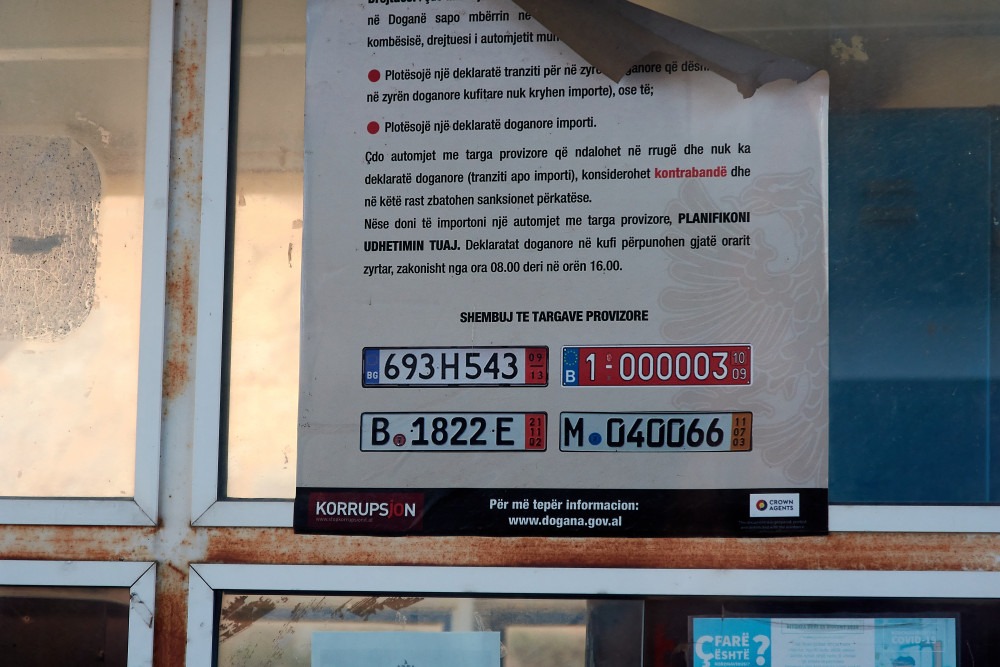 Drejtuesi i
në Doganë sapo mbërrin në
kombësisë, drejtuesi i automjetit
Plotësojë një deklaratë tranziti për në që
në zyrën doganore kufitare nuk kryhen importe), ose të;
Plotësojë një deklaratë doganore importi.
Çdo automjet me targa provizore që ndalohet në rrugë dhe nuk ka
deklaratë doganore (tranziti apo importi), konsiderohet kontrabandë dhe
në këtë rast zbatohen sanksionet përkatëse.
Nëse doni të importoni një automjet me targa provizore, PLANIFIKONI
UDHETIMIN TUAJ. Deklaratat doganore në kufi përpunohen gjatë orarit
zyrtar, zakonisht nga ora 08.00 deri në orën 16.00.
SHEMBUJ TE TARGAVE PROVIZORE
BG 693H543 09 13
B 1-000003 10 09
B 1822 E 21 11 02
M 040066 11 07 03
KORRUPSJON
Për më tepër informacion:
www.dogana.gov.al
CROWN AGENTS
ÇFARË ËSHTË ?
COVID-19